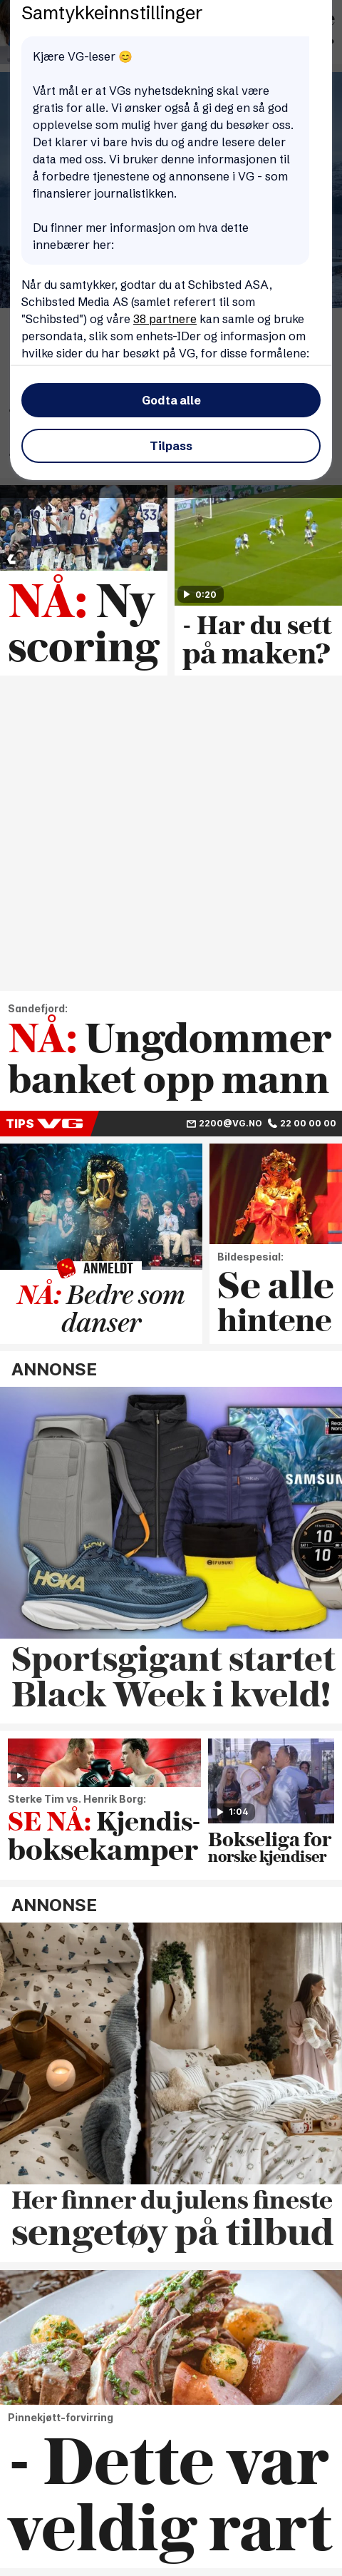 Samtykkeinnstillinger
Kjære VG-leser 😊
Vårt mål er at VGs nyhetsdekning skal være
gratis for alle. Vi ønsker også å gi deg en så god
opplevelse som mulig hver gang du besøker oss.
Det klarer vi bare hvis du og andre lesere deler
data med oss. Vi bruker denne informasjonen til
å forbedre tjenestene og annonsene i VG - som
finansierer journalistikken.
Du finner mer informasjon om hva dette
innebærer her:
Når du samtykker, godtar du at Schibsted ASA,
Schibsted Media AS (samlet referert til som
"Schibsted") og våre 38 partnere kan samle og bruke
persondata, slik som enhets-IDer og informasjon om
hvilke sider du har besøkt på VG, for disse formålene:
Godta alle
Tilpass
6
33
NÅ: Ny
scoring
0:20
- Har du sett
på maken?
Sandefjord:
NÅ: Ungdommer
banket opp mann
TIPS VG 2200@VG.NO 22 00 00 00
ANMELDT
NÅ: Bedre som
danser
Bildespesial:
Se alle
hintene
ANNONSE
SAMSUNG
HOKA
10
10
Sportsgigant startet
Black Week i kveld!
Sterke Tim vs. Henrik Borg:
SE NÅ: Kjendis-
boksekamper
1:04
Bokseliga for
norske kjendiser
ANNONSE
Her finner du julens fineste
sengetøy på tilbud
Pinnekjøtt-forvirring
- Dette var
veldig rart